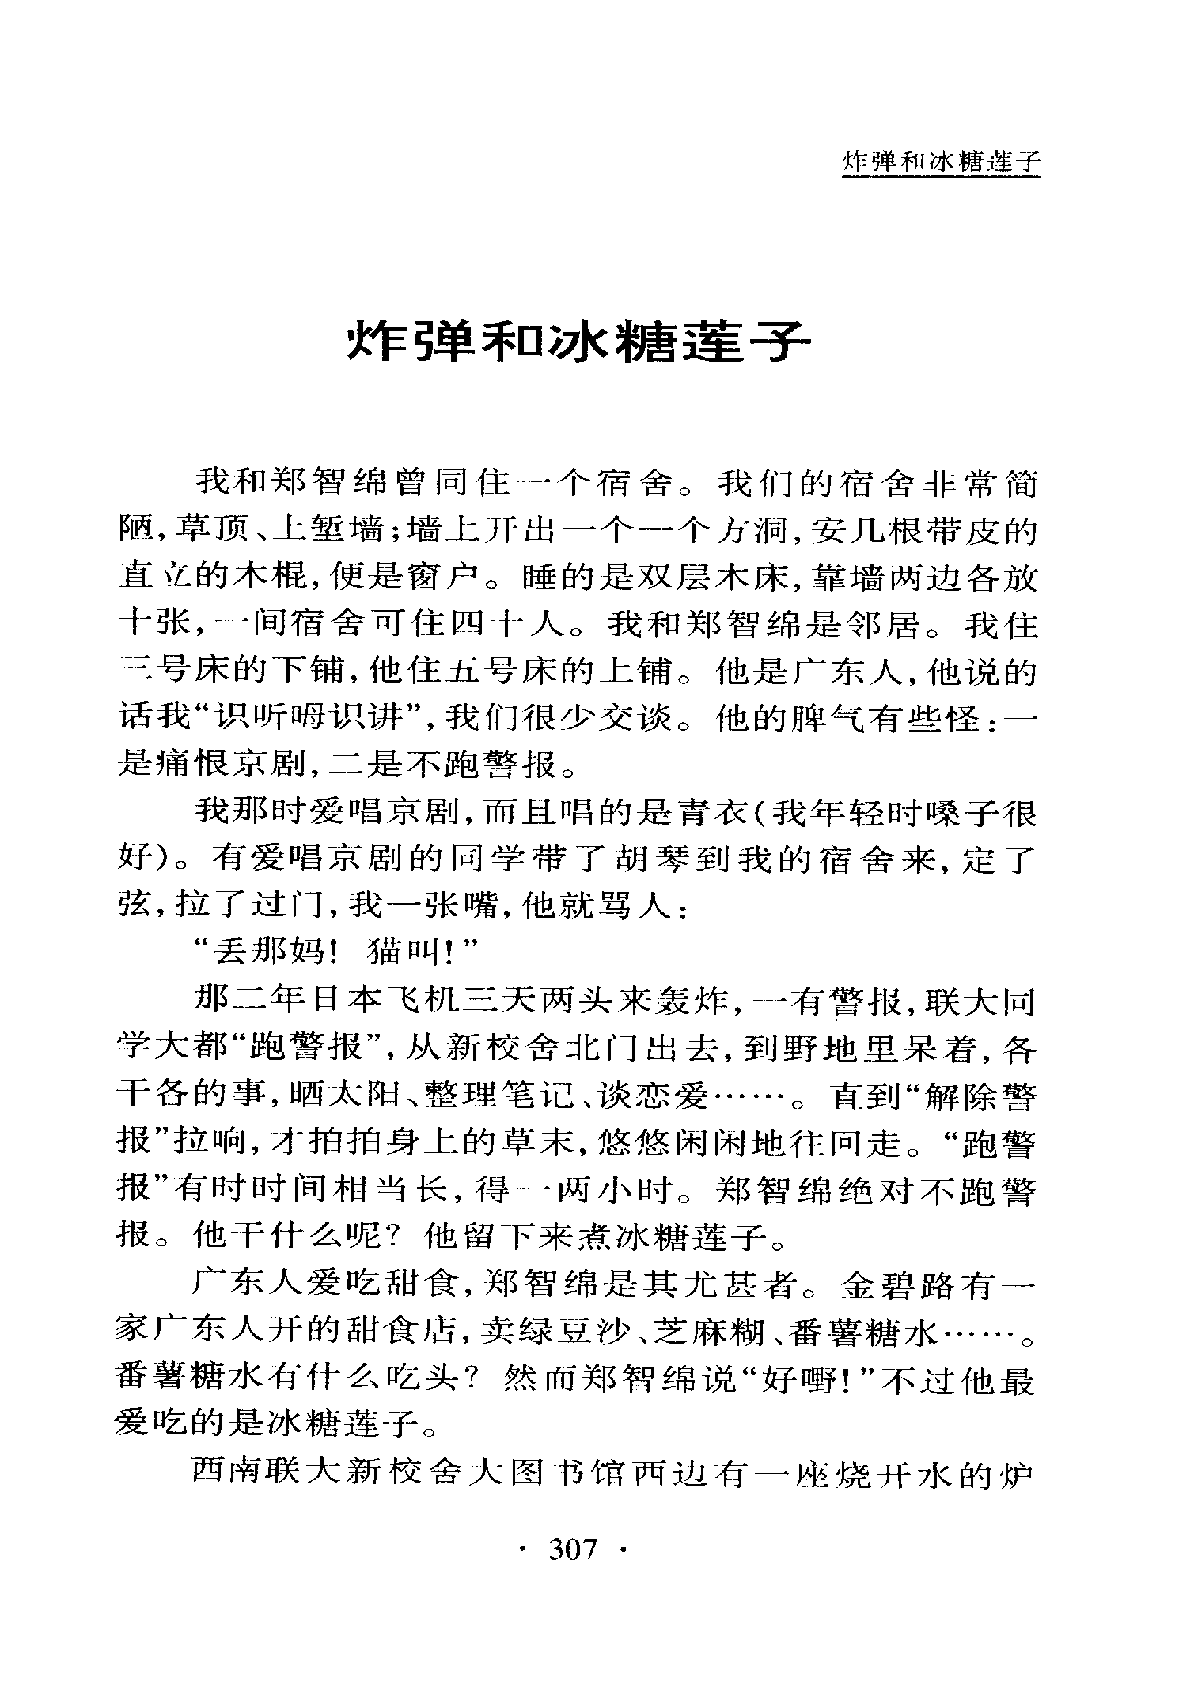 炸弹和冰糖莲子
炸弹和冰糖莲子
我和郑智绵曾同住一个宿舍。我们的宿舍非常简
陋,草顶、土墼墙;墙上开出一个一个方洞,安几根带皮的
直立的木棍,便是窗户。睡的是双层木床,靠墙两边各放
十张,一间宿舍可住四十人。我和郑智绵是邻居。我住
三号床的下铺,他住五号床的上铺。他是广东人,他说的
话我“识听呣识讲”,我们很少交谈。他的脾气有些怪:一
是痛恨京剧,二是不跑警报。
我那时爱唱京剧,而且唱的是青衣(我年轻时嗓子很
好)。有爱唱京剧的同学带了胡琴到我的宿舍来,定了
弦,拉了过门,我一张嘴,他就骂人:
“丢那妈! 猫叫!”
那二年日本飞机三天两头来轰炸,一有警报,联大同
学大都“跑警报”,从新校舍北门出去,到野地里呆着,各
干各的事,晒太阳、整理笔记、谈恋爱……。直到“解除警
报”拉响,才拍拍身上的草末,悠悠闲闲地往回走。“跑警
报”有时时间相当长,得一两小时。郑智绵绝对不跑警
报。他干什么呢? 他留下来煮冰糖莲子。
广东人爱吃甜食,郑智绵是其尤甚者。金碧路有一
家广东人开的甜食店,卖绿豆沙、芝麻糊、番薯糖水……。
番薯糖水有什么吃头? 然而郑智绵说“好嘢!”不过他最
爱吃的是冰糖莲子。
西南联大新校舍大图书馆西边有一座烧开水的炉
· 307 ·